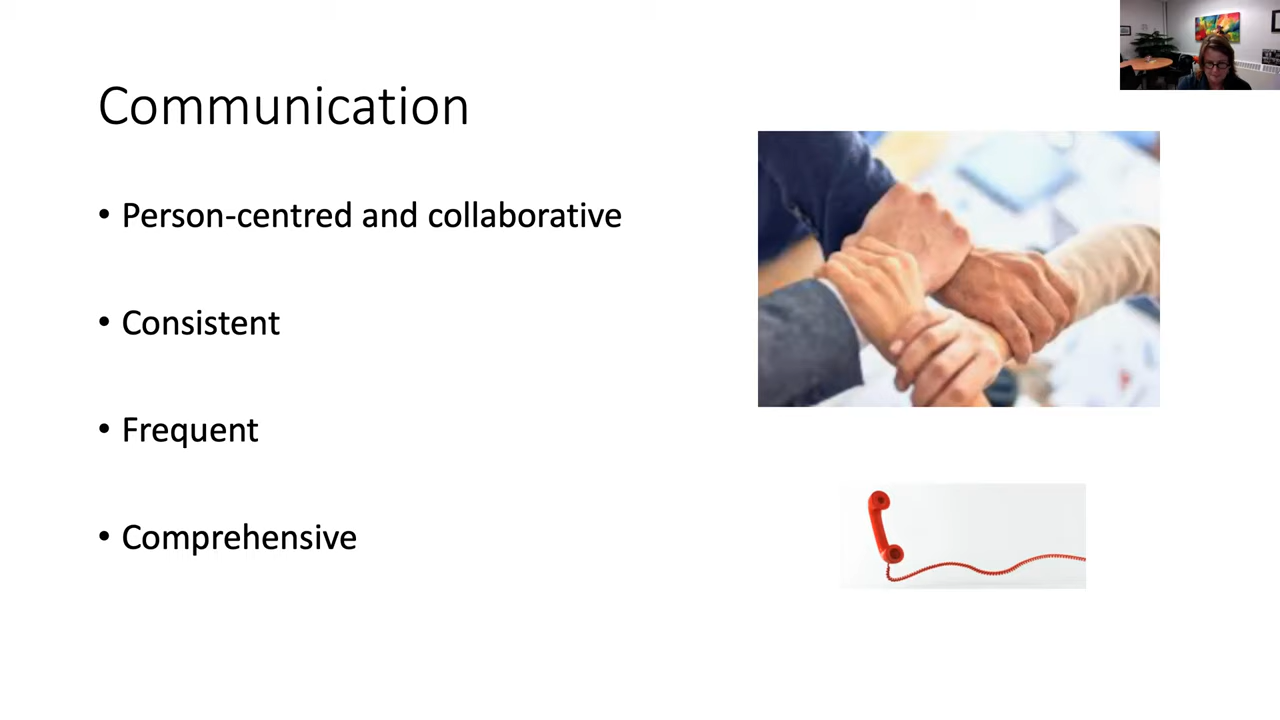 Communication
• Person-centred and collaborative
• Consistent
• Frequent
• Comprehensive